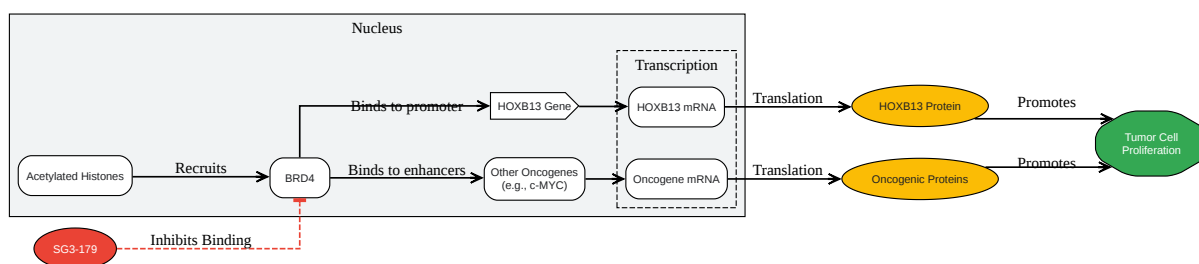 Nucleus
Transcription
Binds to promoter
HOXB13 Gene
HOXB13 mRNA
Translation
HOXB13 Protein
Promotes
Acetylated Histones
Recruits
BRD4
Binds to enhancers
Other Oncogenes
(e.g., c-MYC)
Oncogene mRNA
Translation
Oncogenic Proteins
Promotes
Tumor Cell
Proliferation
SG3-179
Inhibits Binding